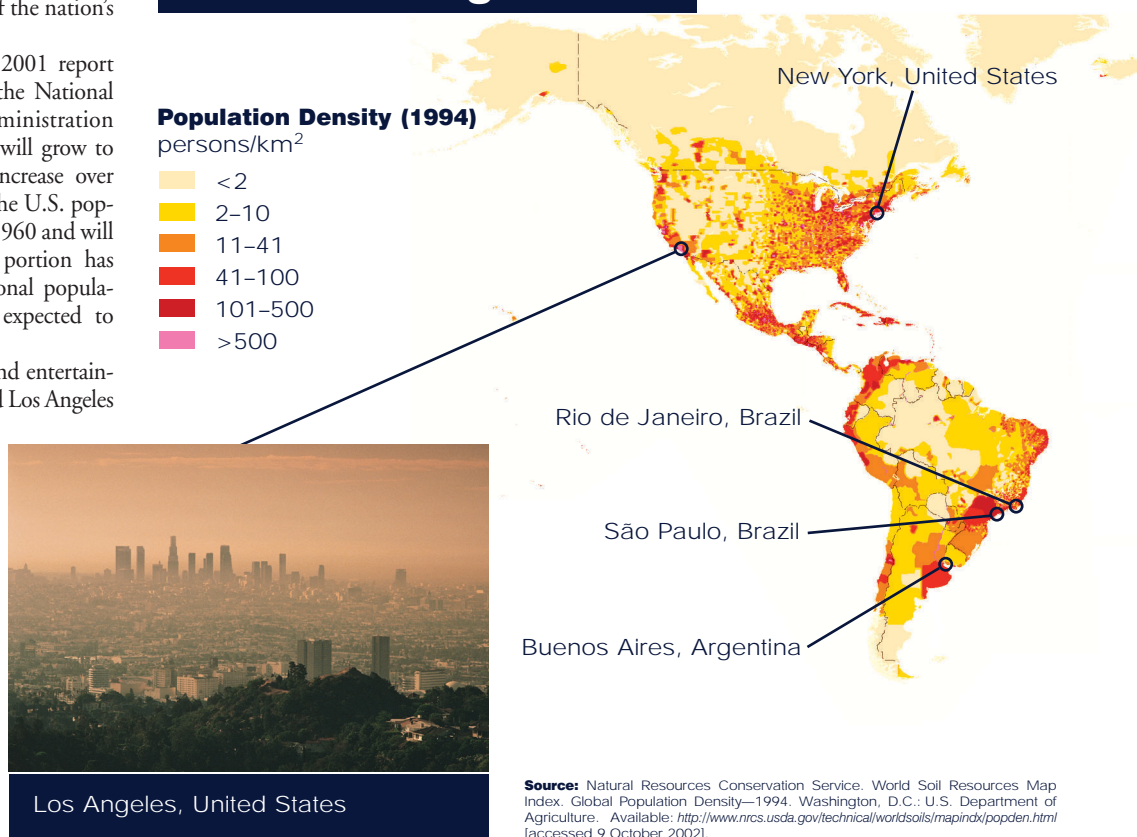 f the nation's
2001 report
the National
ministration
will grow to
ncrease over
he U.S. pop-
960 and will
portion has
onal popula-
expected to
nd entertain-
d Los Angeles
Population Density (1994)
persons/km2
<2
2–10
11–41
41–100
101–500
>500
New York, United States
Rio de Janeiro, Brazil
São Paulo, Brazil
Buenos Aires, Argentina
Los Angeles, United States
Source: Natural Resources Conservation Service. World Soil Resources Map
Index. Global Population Density—1994. Washington, D.C.: U.S. Department of
Agriculture. Available: http://www.nrcs.usda.gov/technical/worldsoils/mapindx/popden.html
[accessed 9 October 2002].